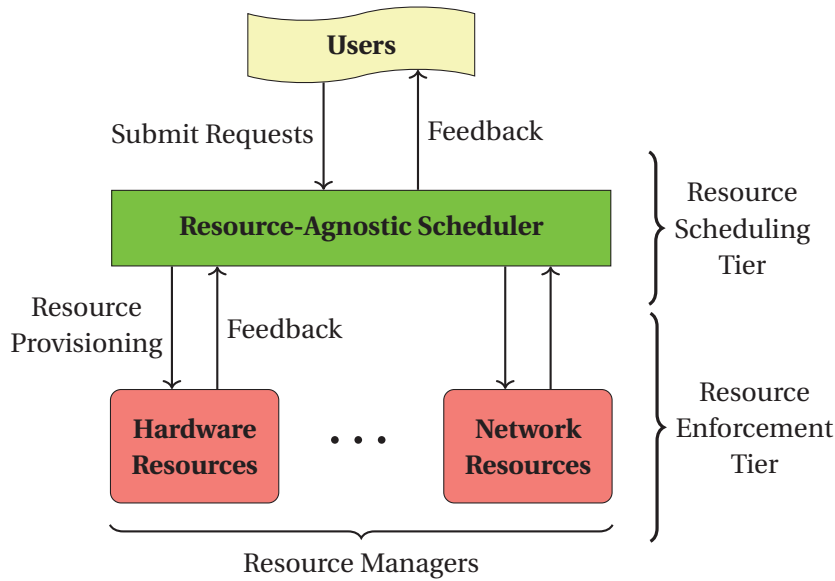 Users
Submit Requests
Feedback
Resource-Agnostic Scheduler
Resource
Scheduling
Tier
Resource
Provisioning
Feedback
Hardware
Resources
. . .
Network
Resources
Resource
Enforcement
Tier
Resource Managers